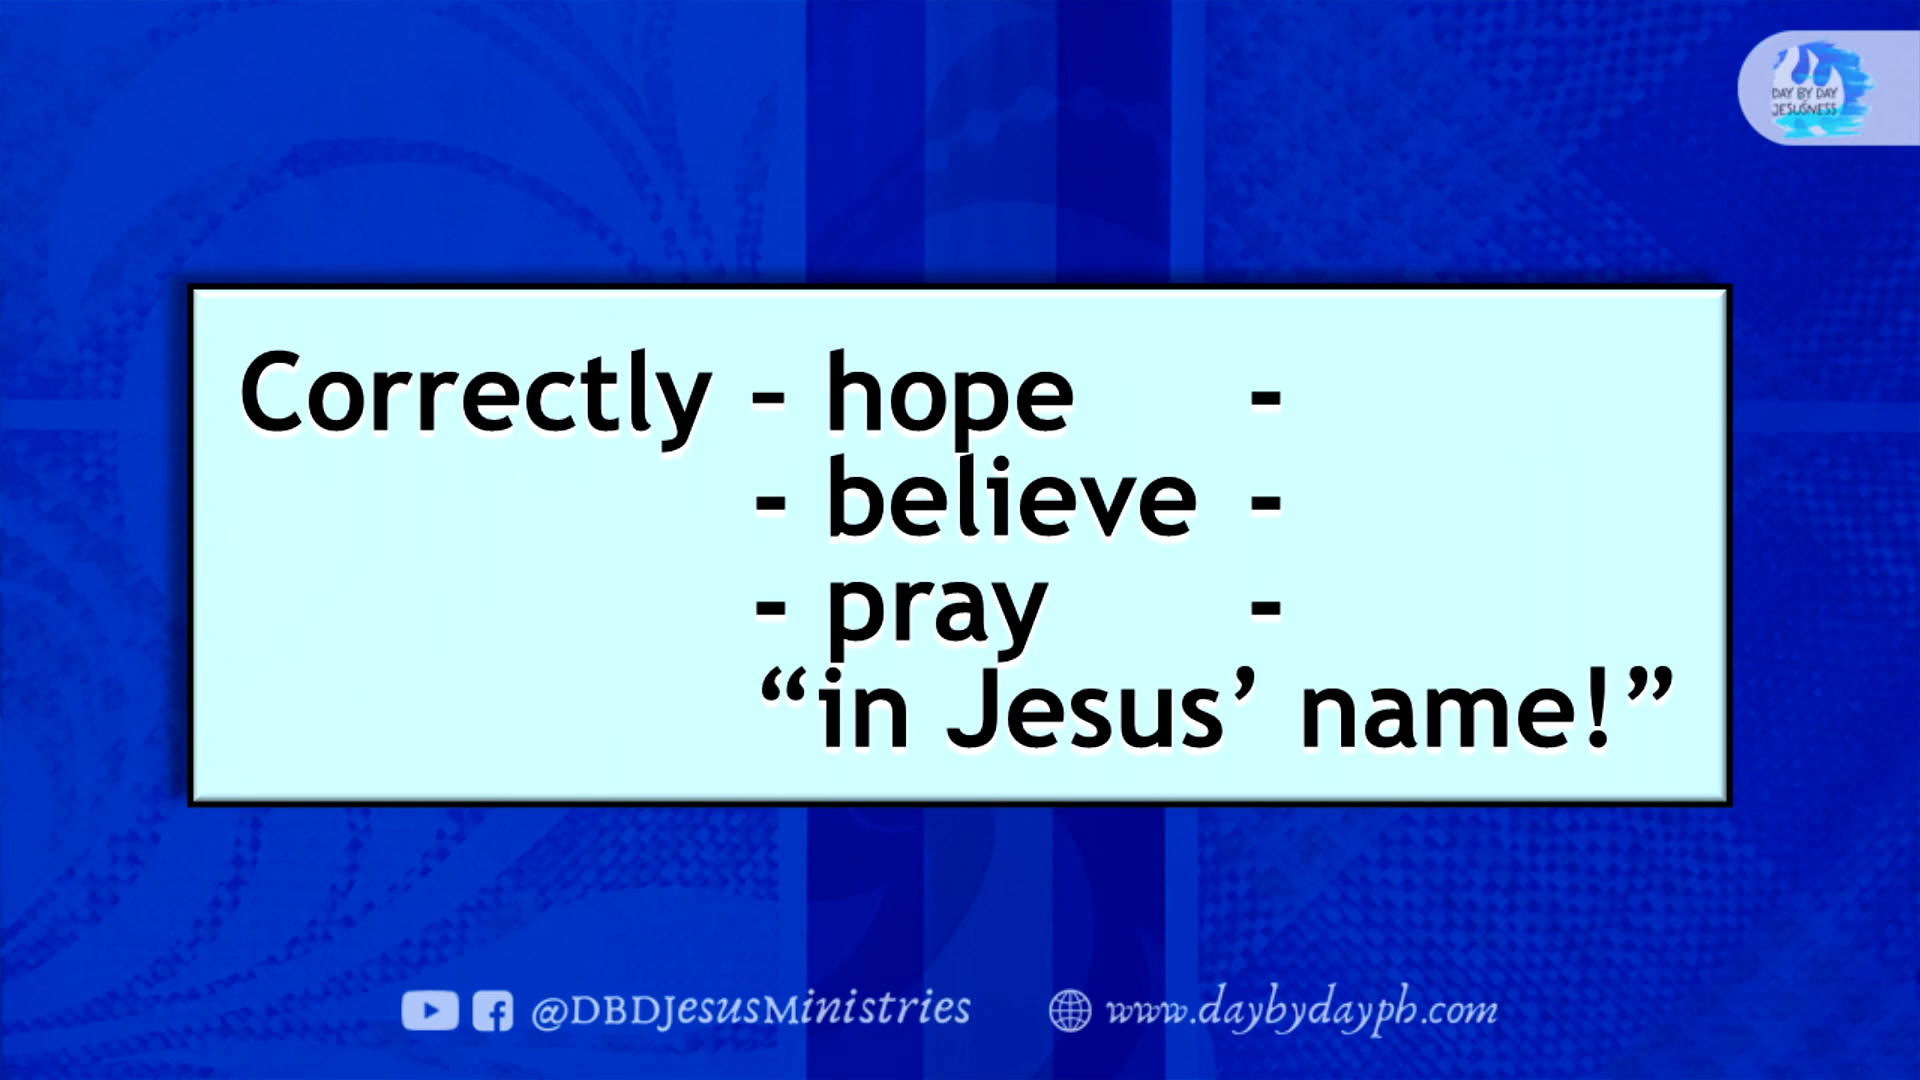 DAY BY DAY
JESUSNESS
Correctly - hope -
- believe -
- pray -
“in Jesus’ name!”
@DBDJesusMinistries www.daybydayph.com